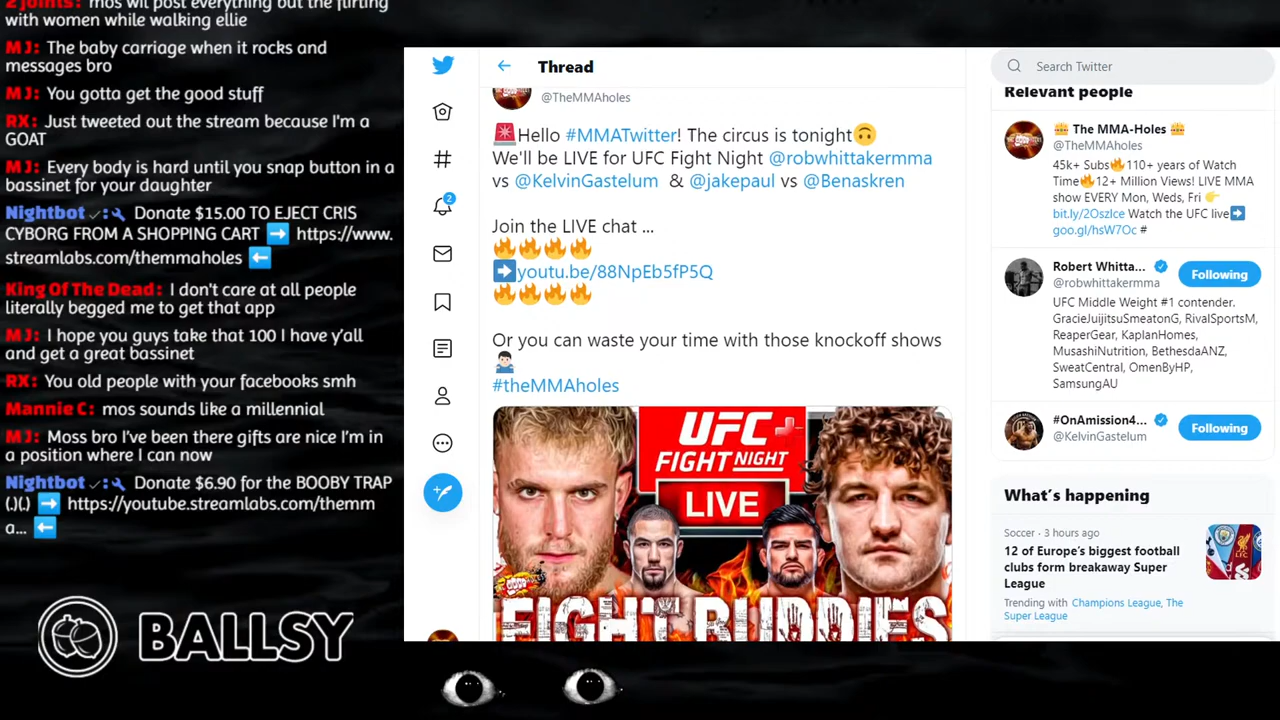 2 joints: mos wil post everything but the flirting
with women while walking ellie
MJ: The baby carriage when it rocks and
messages bro
MJ: You gotta get the good stuff
RX: Just tweeted out the stream because I'm a
GOAT
MJ: Every body is hard until you snap button in a
bassinet for your daughter
Nightbot ✓: Donate $15.00 TO EJECT CRIS
CYBORG FROM A SHOPPING CART ➡️ https://www.
streamlabs.com/themmaholes ⬅️
King Of The Dead: I don't care at all people
literally begged me to get that app
MJ: I hope you guys take that 100 I have y'all
and get a great bassinet
RX: You old people with your facebooks smh
Mannie C: mos sounds like a millennial
MJ: Moss bro I've been there gifts are nice I'm in
a position where I can now
Nightbot ✓: Donate $6.90 for the BOOBY TRAP
(.)(.) ➡️ https://youtube.streamlabs.com/themm
a... ⬅️
BALLSY
Thread
@TheMMAholes
🚨Hello #MMATwitter! The circus is tonight🙃
We'll be LIVE for UFC Fight Night @robwhittakermma
vs @KelvinGastelum & @jakepaul vs @Benaskren
Join the LIVE chat ...
🔥🔥🔥🔥
➡️youtu.be/88NpEb5fP5Q
🔥🔥🔥🔥
Or you can waste your time with those knockoff shows
🤷🏻‍♂️
#theMMAholes
UFC
FIGHT NIGHT
LIVE
FIGHT BUDDIES
2
Search Twitter
Relevant people
👑 The MMA-Holes 👑
@TheMMAholes
45k+ Subs🔥110+ years of Watch
Time🔥12+ Million Views! LIVE MMA
show EVERY Mon, Weds, Fri 👉
bit.ly/2OszIce Watch the UFC live➡️
goo.gl/hsW7Oc #
Robert Whitta...
@robwhittakermma
Following
UFC Middle Weight #1 contender.
GracieJuijitsuSmeatonG, RivalSportsM,
ReaperGear, KaplanHomes,
MusashiNutrition, BethesdaANZ,
SweatCentral, OmenByHP,
SamsungAU
#OnAmission4...
@KelvinGastelum
Following
What's happening
Soccer · 3 hours ago
12 of Europe's biggest football
clubs form breakaway Super
League
Trending with Champions League, The
Super League